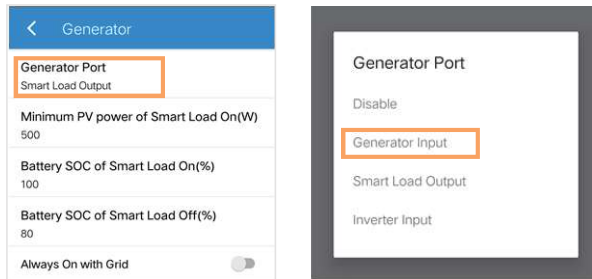 Generator
Generator Port
Smart Load Output
Minimum PV power of Smart Load On(W)
500
Battery SOC of Smart Load On(%)
100
Battery SOC of Smart Load Off(%)
80
Always On with Grid
Generator Port
Disable
Generator Input
Smart Load Output
Inverter Input